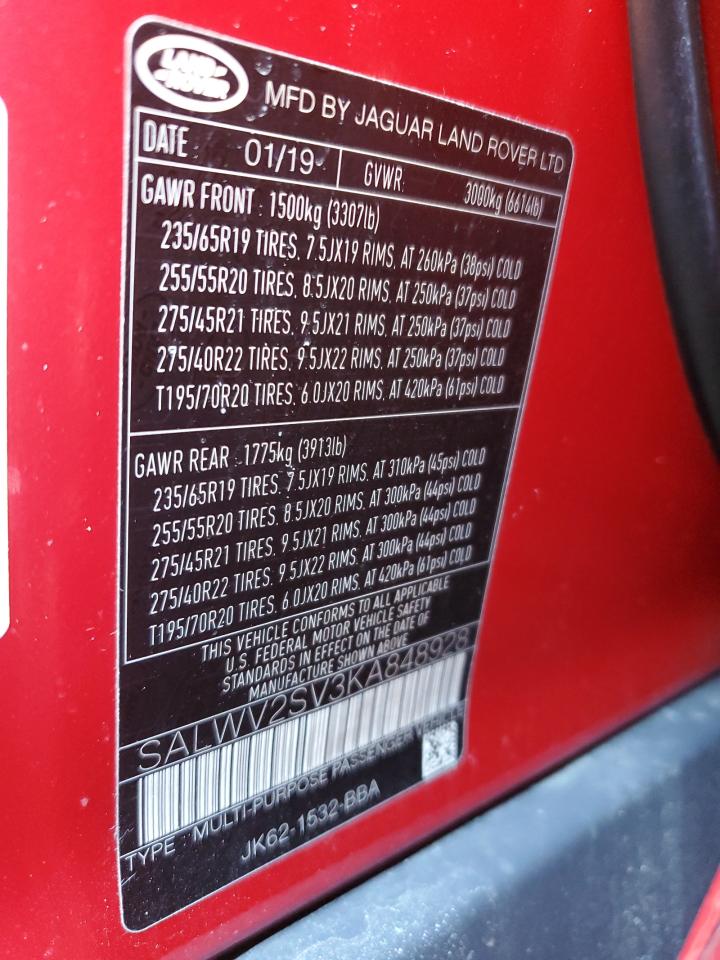 LAND ROVER
MFD BY JAGUAR LAND ROVER LTD
DATE 01/19 GVWR: 3000kg (6614lb)
GAWR FRONT : 1500kg (3307lb)
235/65R19 TIRES, 7.5JX19 RIMS, AT 260kPa (38psi) COLD
255/55R20 TIRES, 8.5JX20 RIMS, AT 250kPa (37psi) COLD
275/45R21 TIRES, 9.5JX21 RIMS, AT 250kPa (37psi) COLD
275/40R22 TIRES, 9.5JX22 RIMS, AT 250kPa (37psi) COLD
T195/70R20 TIRES, 6.0JX20 RIMS, AT 420kPa (61psi) COLD
GAWR REAR : 1775kg (3913lb)
235/65R19 TIRES, 7.5JX19 RIMS, AT 310kPa (45psi) COLD
255/55R20 TIRES, 8.5JX20 RIMS, AT 300kPa (44psi) COLD
275/45R21 TIRES, 9.5JX21 RIMS, AT 300kPa (44psi) COLD
275/40R22 TIRES, 9.5JX22 RIMS, AT 300kPa (44psi) COLD
T195/70R20 TIRES, 6.0JX20 RIMS, AT 420kPa (61psi) COLD
THIS VEHICLE CONFORMS TO ALL APPLICABLE
U.S. FEDERAL MOTOR VEHICLE SAFETY
STANDARDS IN EFFECT ON THE DATE OF
MANUFACTURE SHOWN ABOVE
SALWV2SV3KA848928
TYPE : MULTI-PURPOSE PASSENGER VEHICLE
JK62-1532-BBA